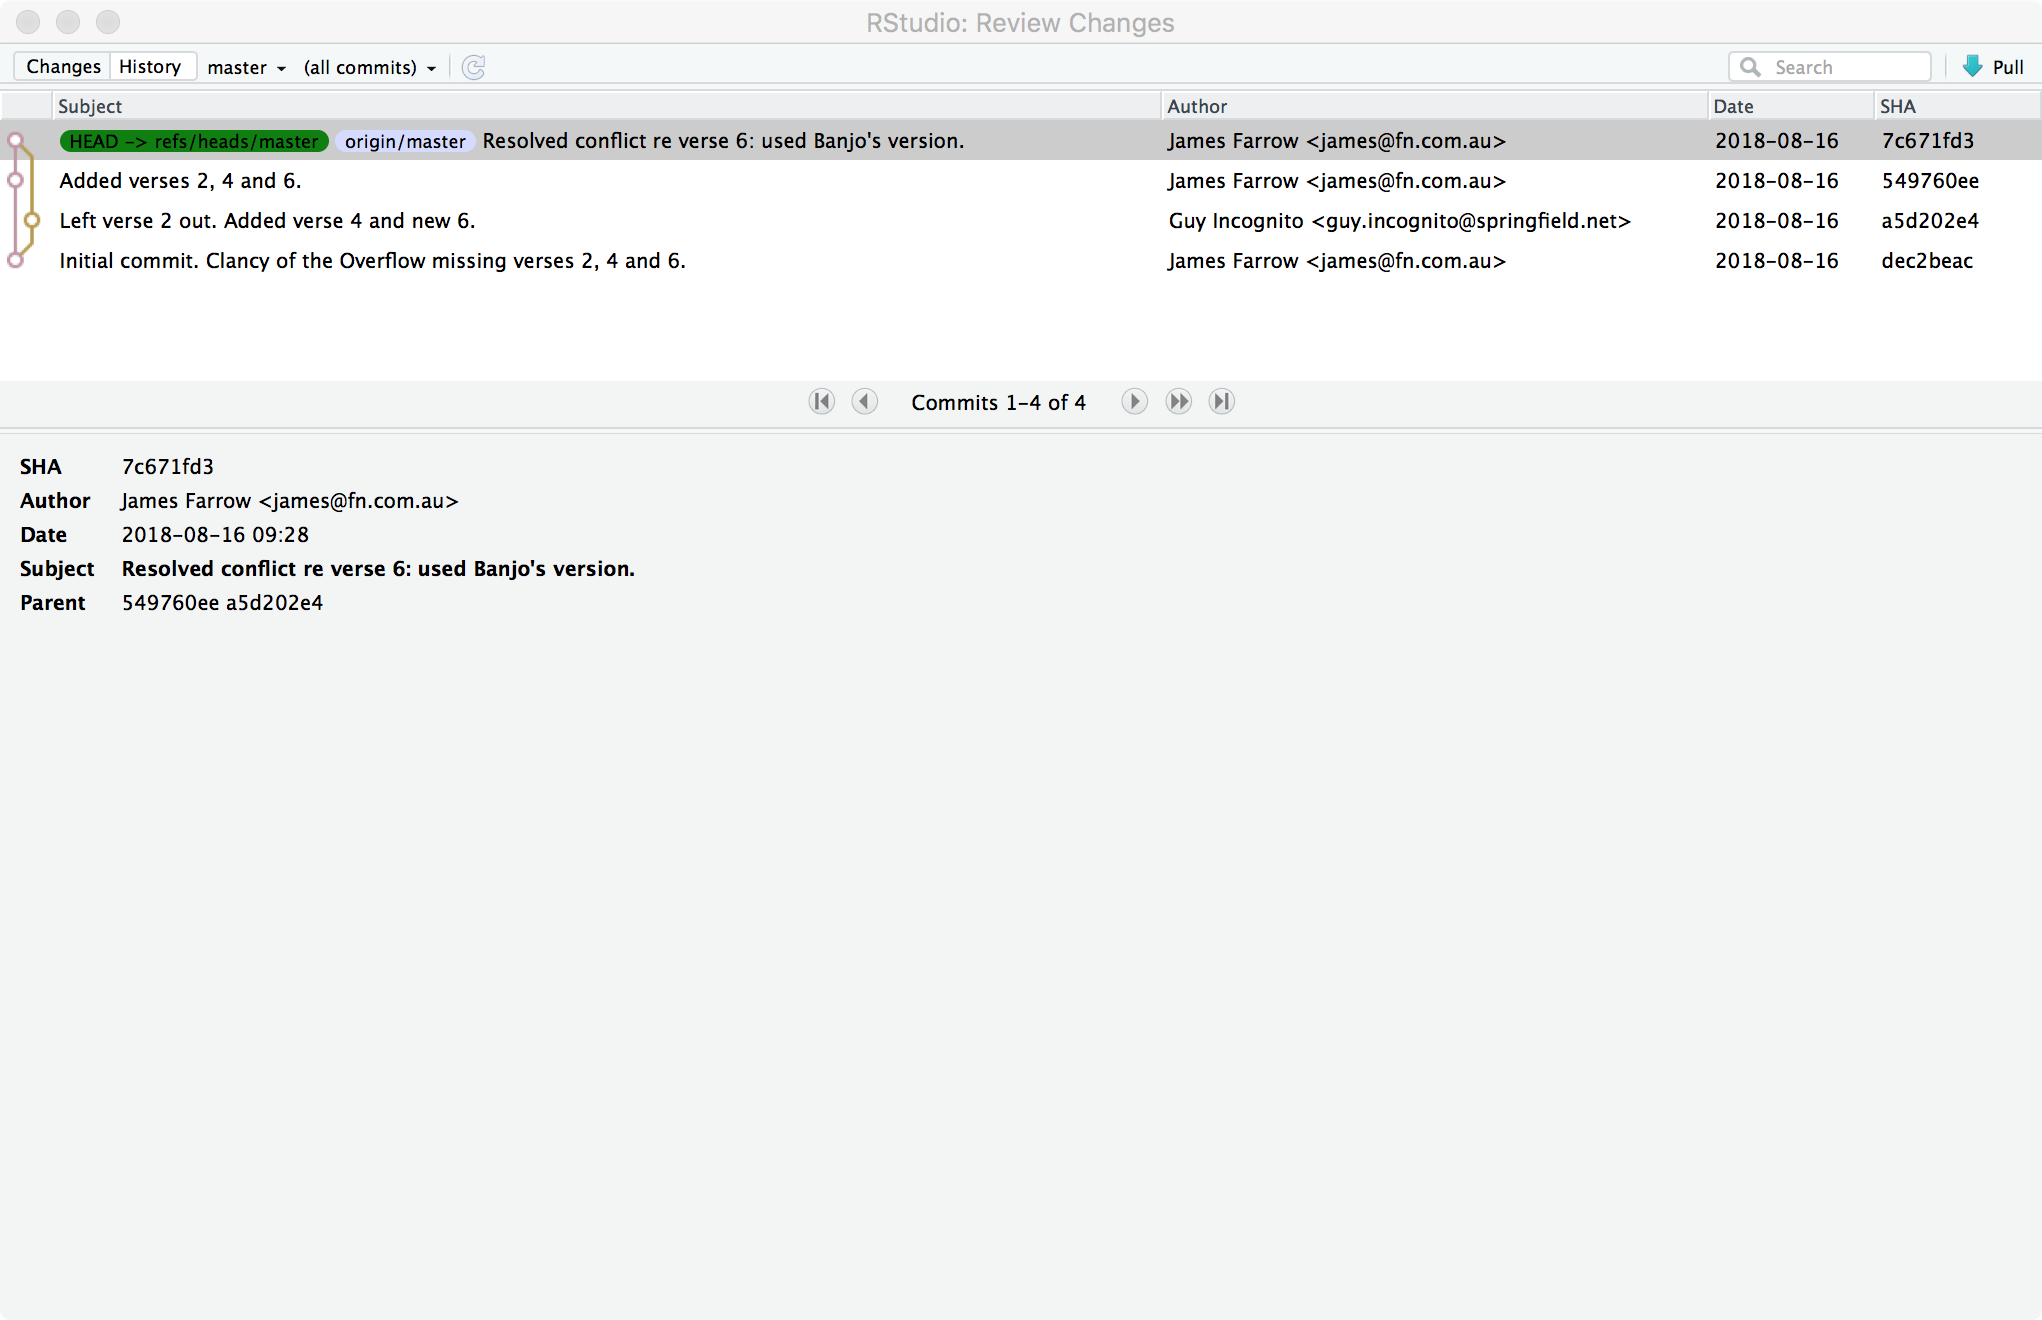 RStudio: Review Changes
Changes History master (all commits) Search Pull
Subject Author Date SHA
HEAD -> refs/heads/master origin/master Resolved conflict re verse 6: used Banjo's version. James Farrow <james@fn.com.au> 2018-08-16 7c671fd3
Added verses 2, 4 and 6. James Farrow <james@fn.com.au> 2018-08-16 549760ee
Left verse 2 out. Added verse 4 and new 6. Guy Incognito <guy.incognito@springfield.net> 2018-08-16 a5d202e4
Initial commit. Clancy of the Overflow missing verses 2, 4 and 6. James Farrow <james@fn.com.au> 2018-08-16 dec2beac
Commits 1-4 of 4
SHA 7c671fd3
Author James Farrow <james@fn.com.au>
Date 2018-08-16 09:28
Subject Resolved conflict re verse 6: used Banjo's version.
Parent 549760ee a5d202e4